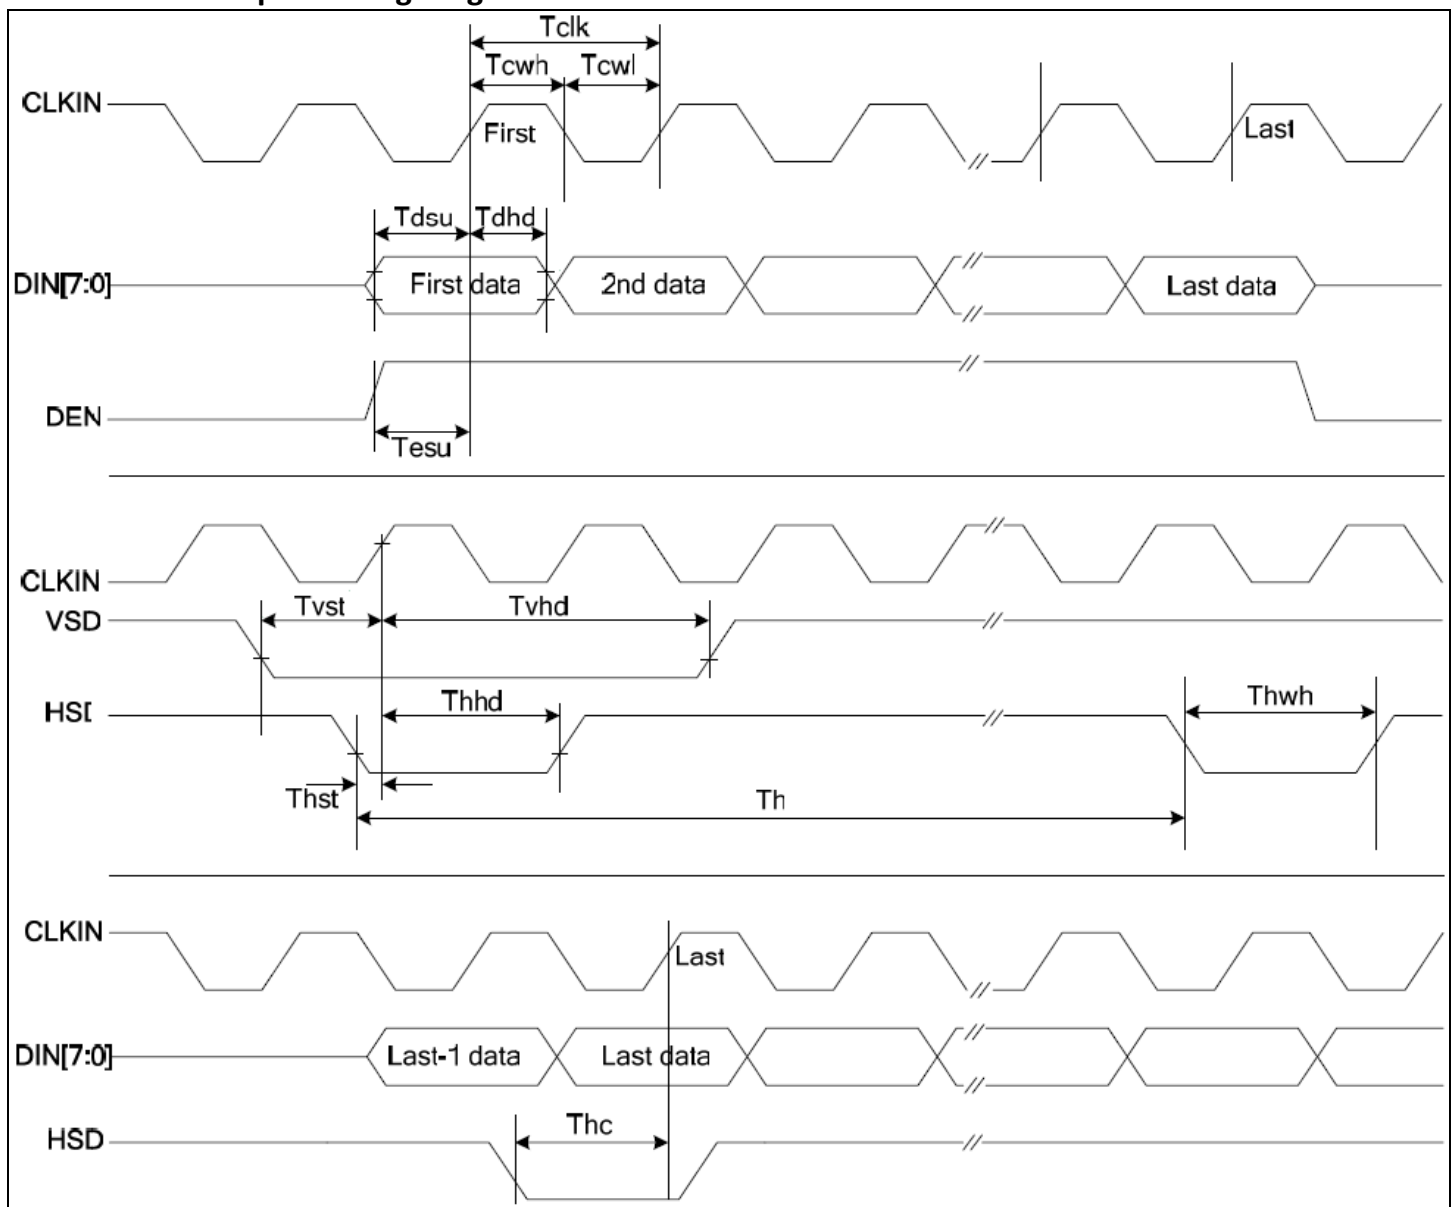 Tclk
Tcwh Tcwl
CLKIN
First
Last
Tdsu Tdhd
DIN[7:0]
First data
2nd data
Last data
DEN
Tesu
CLKIN
Tvst
Tvhd
VSD
HSD
Thhd
Thwh
Thst
Th
CLKIN
Last
DIN[7:0]
Last-1 data
Last data
Thc
HSD